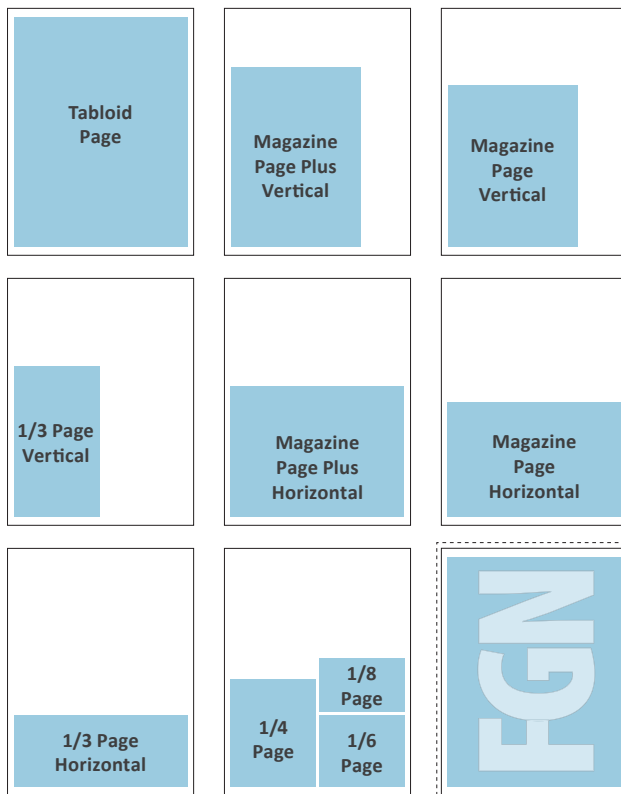 Tabloid
Page
Magazine
Page Plus
Vertical
Magazine
Page
Vertical
1/3 Page
Vertical
Magazine
Page Plus
Horizontal
Magazine
Page
Horizontal
1/3 Page
Horizontal
1/4
Page
1/8
Page
1/6
Page
FGN